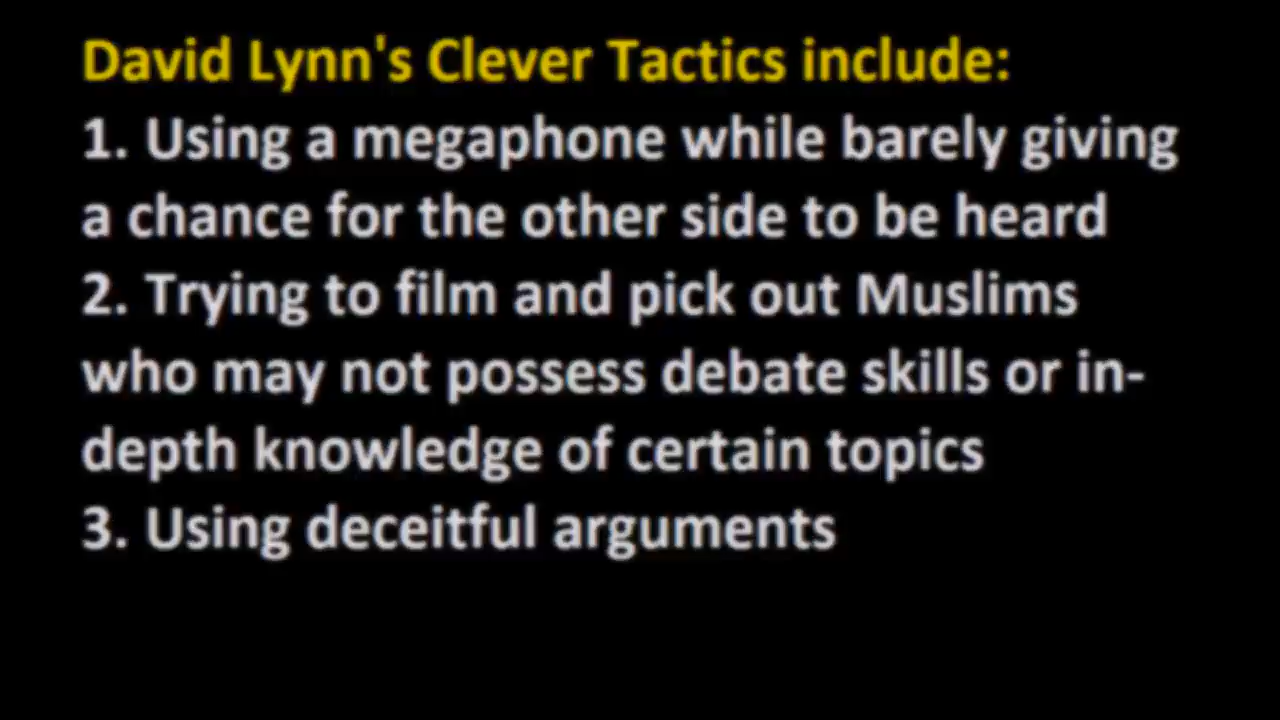 David Lynn's Clever Tactics include:
1. Using a megaphone while barely giving
a chance for the other side to be heard
2. Trying to film and pick out Muslims
who may not possess debate skills or in-
depth knowledge of certain topics
3. Using deceitful arguments